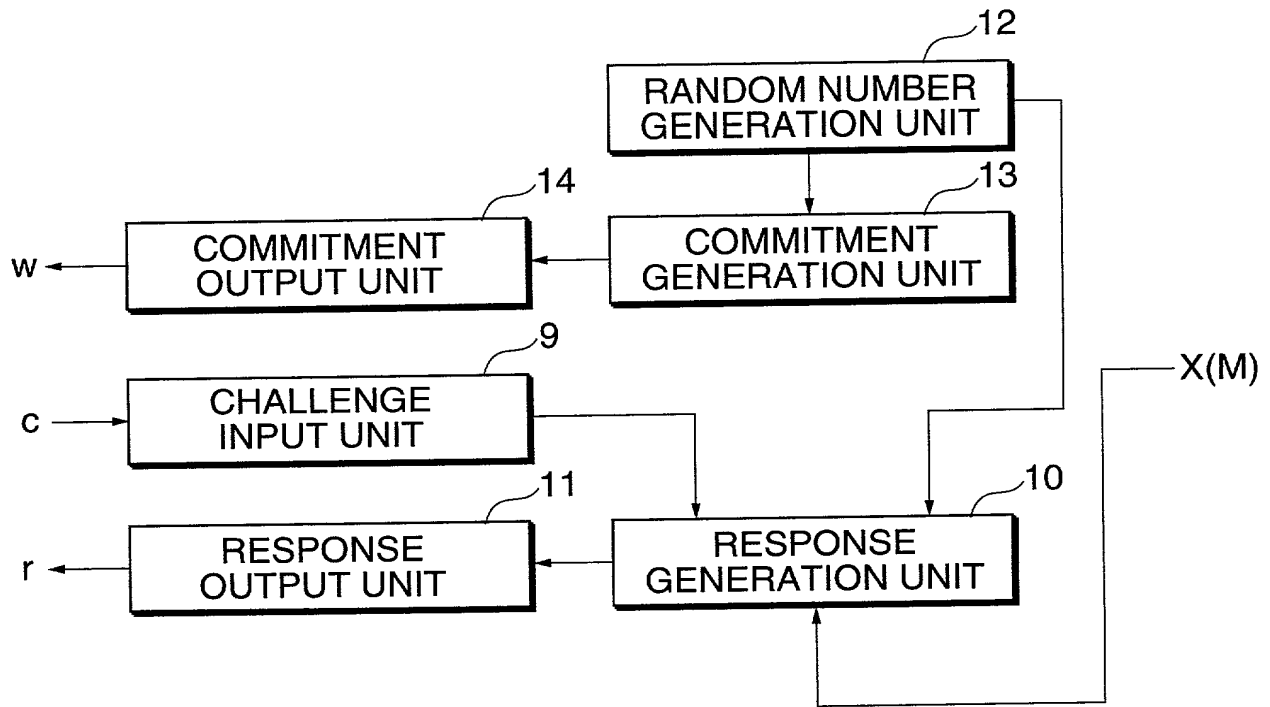 12
RANDOM NUMBER
GENERATION UNIT
14
13
COMMITMENT
OUTPUT UNIT
COMMITMENT
GENERATION UNIT
w
9
CHALLENGE
INPUT UNIT
c
X(M)
11
10
RESPONSE
OUTPUT UNIT
RESPONSE
GENERATION UNIT
r